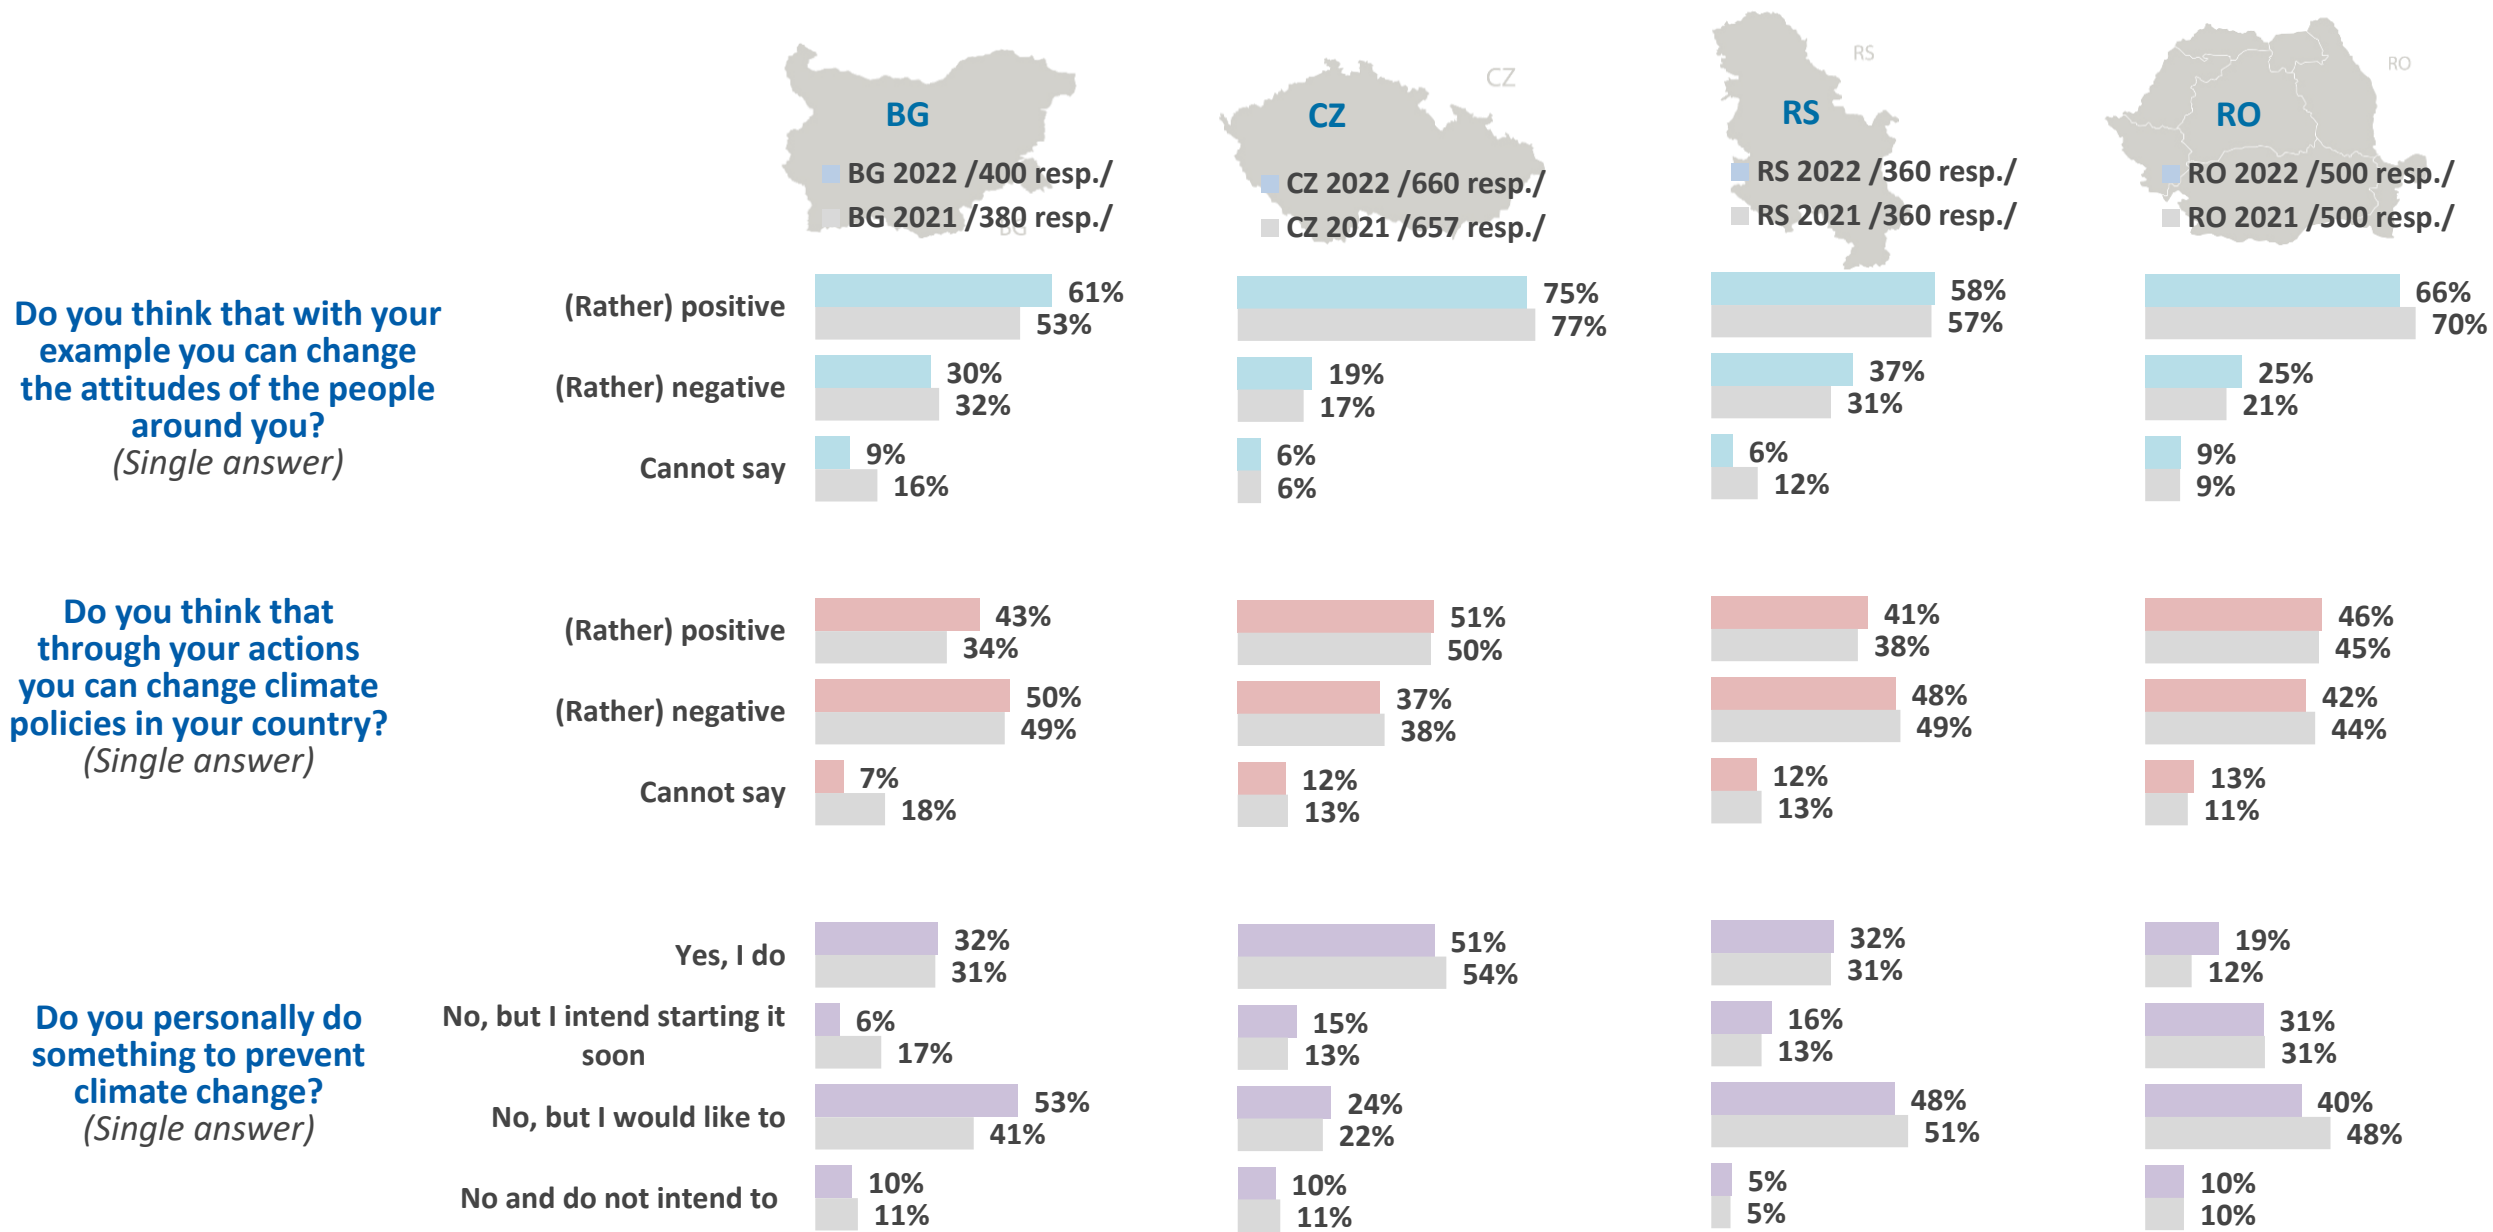 BG
CZ
RS
RO
BG
CZ
RS
RO
BG 2022 /400 resp./
BG 2021 /380 resp./
BG
CZ 2022 /660 resp./
CZ 2021 /657 resp./
RS 2022 /360 resp./
RS 2021 /360 resp./
RO 2022 /500 resp./
RO 2021 /500 resp./
Do you think that with your
example you can change
the attitudes of the people
around you?
(Single answer)
(Rather) positive
61% 75% 58% 66%
53% 77% 57% 70%
(Rather) negative
30% 19% 37% 25%
32% 17% 31% 21%
Cannot say
9% 6% 6% 9%
16% 6% 12% 9%
Do you think that
through your actions
you can change climate
policies in your country?
(Single answer)
(Rather) positive
43% 51% 41% 46%
34% 50% 38% 45%
(Rather) negative
50% 37% 48% 42%
49% 38% 49% 44%
Cannot say
7% 12% 12% 13%
18% 13% 13% 11%
Do you personally do
something to prevent
climate change?
(Single answer)
Yes, I do
32% 51% 32% 19%
31% 54% 31% 12%
No, but I intend starting it
soon
6% 15% 16% 31%
17% 13% 13% 31%
No, but I would like to
53% 24% 48% 40%
41% 22% 51% 48%
No and do not intend to
10% 10% 5% 10%
11% 11% 5% 10%